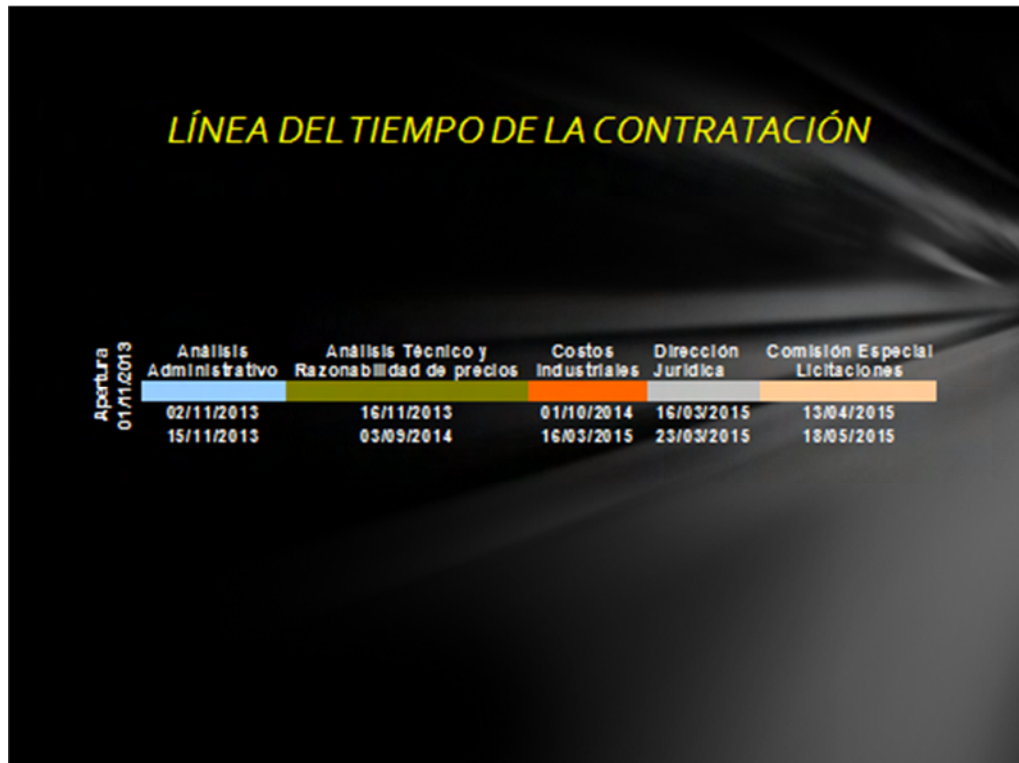 LÍNEA DEL TIEMPO DE LA CONTRATACIÓN
Apertura
01/11/2013
Análisis
Administrativo
02/11/2013
15/11/2013
Análisis Técnico y
Razonabilidad de precios
16/11/2013
03/09/2014
Costos
Industriales
01/10/2014
16/03/2015
Dirección
Jurídica
16/03/2015
23/03/2015
Comisión Especial
Licitaciones
13/04/2015
18/05/2015